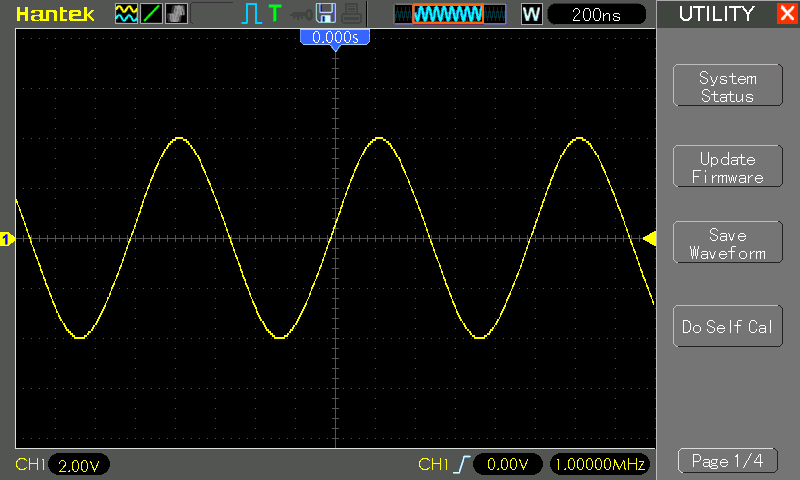 Hantek
T
W
200ns
UTILITY
0.000s
System
Status
Update
Firmware
Save
Waveform
Do Self Cal
Page 1/4
1
CH1
2.00V
CH1
0.00V
1.00000MHz